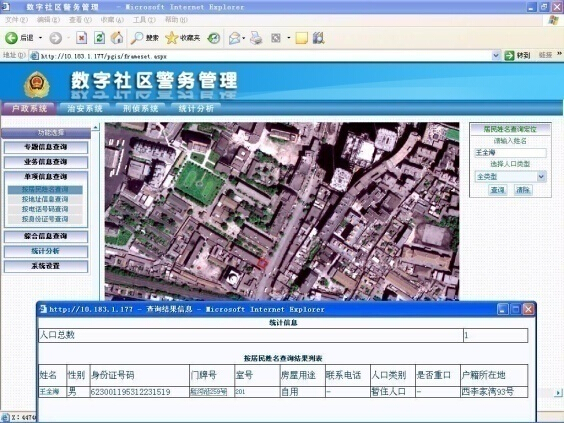 数字社区警务管理 - Microsoft Internet Explorer
文件(F) 编辑(E) 查看(V) 收藏(A) 工具(T) 帮助(H)
后退 搜索 收藏夹
地址(D) http://10.183.1.177/pgis/frameset.aspx 转到 链接 »
数字社区警务管理
户政系统 治安系统 刑侦系统 统计分析
功能选择
专题信息查询
业务信息查询
单项信息查询
按居民姓名查询
按地址信息查询
按电话号码查询
按身份证号查询
综合信息查询
统计分析
系统设置
居民姓名查询定位
请输入姓名
王金海
选择人口类型
全类型
查询 清除
http://10.183.1.177 - 查询结果信息 - Microsoft Internet Explorer
统计信息
人口总数 1
按居民姓名查询结果列表
姓名 性别 身份证号码 门牌号 室号 房屋用途 联系电话 人口类别 是否重口 户籍所在地
王金海 男 623001195312231519 259号 201 自用 - 暂住人口 - 西李家湾93号